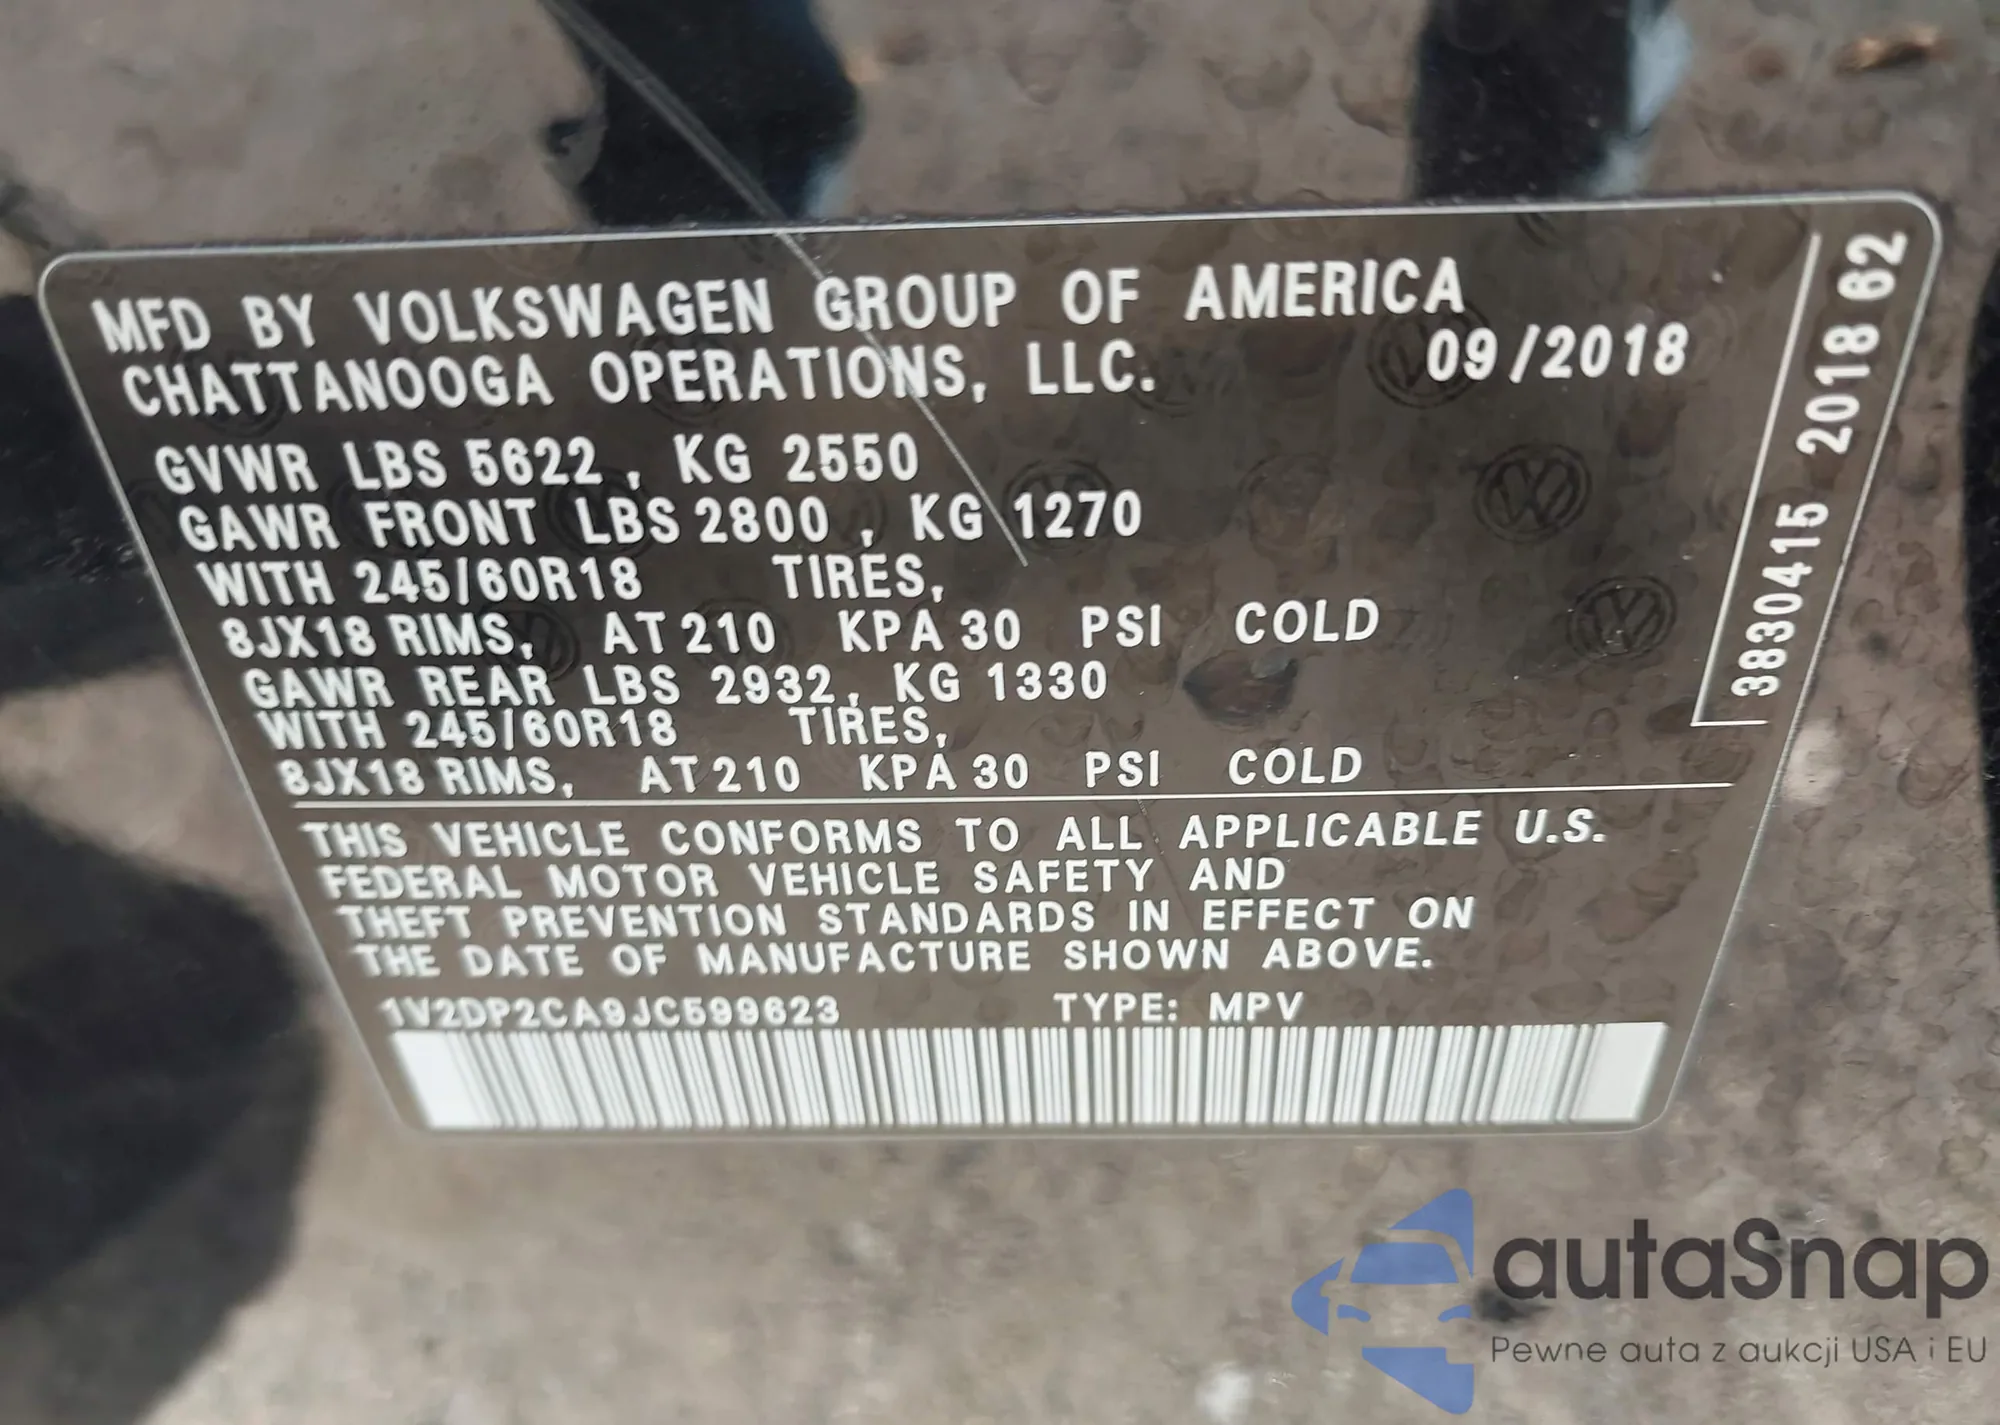 MFD BY VOLKSWAGEN GROUP OF AMERICA
CHATTANOOGA OPERATIONS, LLC. 09/2018
GVWR LBS 5622, KG 2550
GAWR FRONT LBS 2800, KG 1270
WITH 245/60R18 TIRES,
8JX18 RIMS, AT 210 KPA 30 PSI COLD
GAWR REAR LBS 2932, KG 1330
WITH 245/60R18 TIRES,
8JX18 RIMS, AT 210 KPA 30 PSI COLD
THIS VEHICLE CONFORMS TO ALL APPLICABLE U.S.
FEDERAL MOTOR VEHICLE SAFETY AND
THEFT PREVENTION STANDARDS IN EFFECT ON
THE DATE OF MANUFACTURE SHOWN ABOVE.
1V2DP2CA9JC599623 TYPE: MPV
3830415 2018 62
autaSnap
Pewne auta z aukcji USA i EU